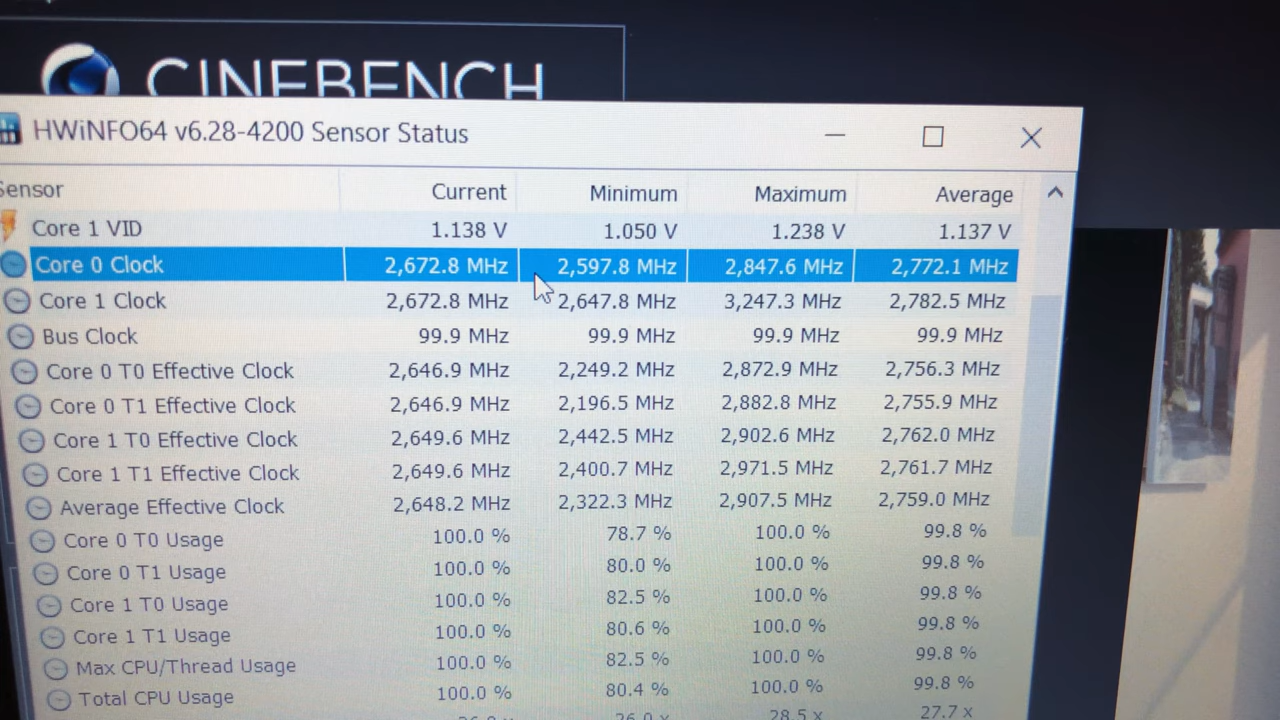 CINEBENCH
HWiNFO64 v6.28-4200 Sensor Status
Sensor Current Minimum Maximum Average
Core 1 VID 1.138 V 1.050 V 1.238 V 1.137 V
Core 0 Clock 2,672.8 MHz 2,597.8 MHz 2,847.6 MHz 2,772.1 MHz
Core 1 Clock 2,672.8 MHz 2,647.8 MHz 3,247.3 MHz 2,782.5 MHz
Bus Clock 99.9 MHz 99.9 MHz 99.9 MHz 99.9 MHz
Core 0 T0 Effective Clock 2,646.9 MHz 2,249.2 MHz 2,872.9 MHz 2,756.3 MHz
Core 0 T1 Effective Clock 2,646.9 MHz 2,196.5 MHz 2,882.8 MHz 2,755.9 MHz
Core 1 T0 Effective Clock 2,649.6 MHz 2,442.5 MHz 2,902.6 MHz 2,762.0 MHz
Core 1 T1 Effective Clock 2,649.6 MHz 2,400.7 MHz 2,971.5 MHz 2,761.7 MHz
Average Effective Clock 2,648.2 MHz 2,322.3 MHz 2,907.5 MHz 2,759.0 MHz
Core 0 T0 Usage 100.0 % 78.7 % 100.0 % 99.8 %
Core 0 T1 Usage 100.0 % 80.0 % 100.0 % 99.8 %
Core 1 T0 Usage 100.0 % 82.5 % 100.0 % 99.8 %
Core 1 T1 Usage 100.0 % 80.6 % 100.0 % 99.8 %
Max CPU/Thread Usage 100.0 % 82.5 % 100.0 % 99.8 %
Total CPU Usage 100.0 % 80.4 % 100.0 % 99.8 %
28.5 x 27.7 x